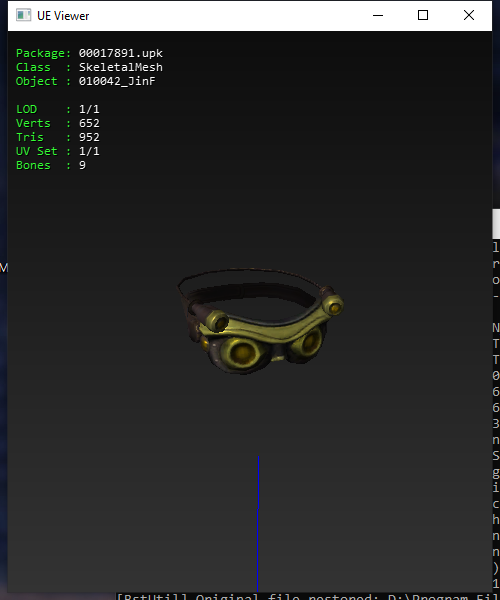 UE Viewer
Package: 00017891.upk
Class : SkeletalMesh
Object : 010042_JinF
LOD : 1/1
Verts : 652
Tris : 952
UV Set : 1/1
Bones : 9
M
l
r
o
-
N
T
T
0
6
6
3
n
S
g
i
c
h
n
n
)
1
[BstUtil] Original file restored: D:\Program Fil